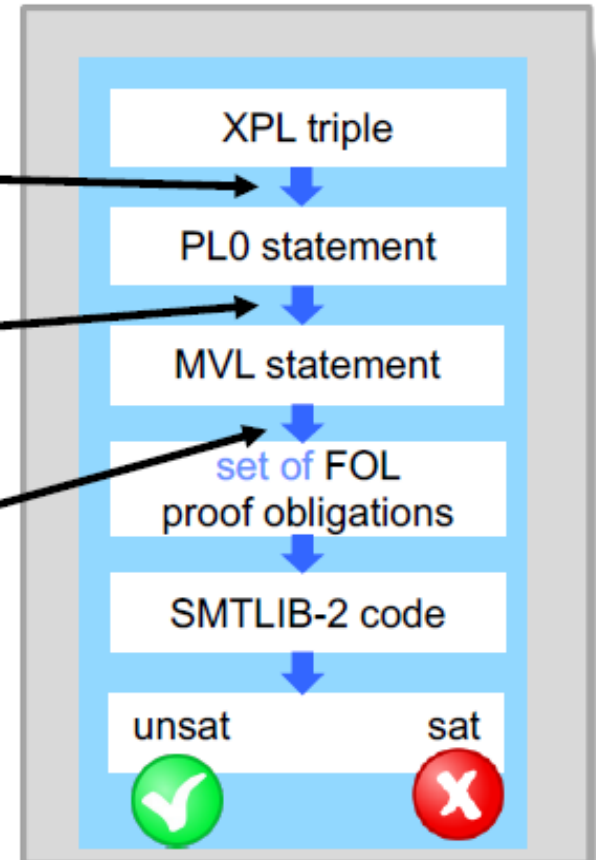 XPL triple
PL0 statement
MVL statement
set of FOL
proof obligations
SMTLIB-2 code
unsat sat